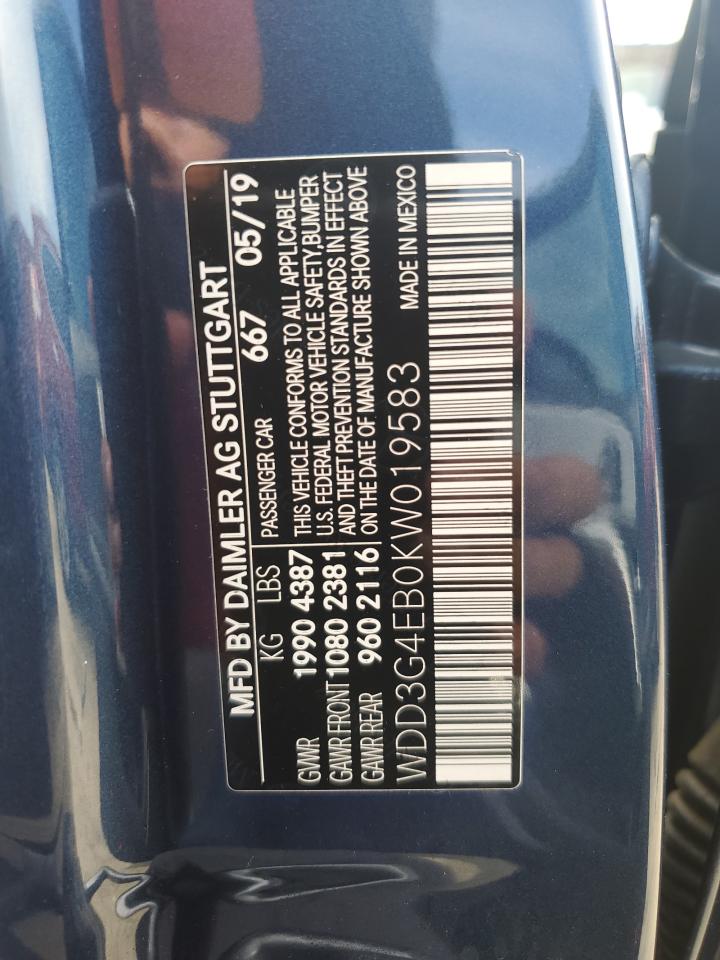 MFD BY DAIMLER AG STUTTGART
KG LBS PASSENGER CAR 667 05/19
GVWR 1990 4387 THIS VEHICLE CONFORMS TO ALL APPLICABLE
U.S. FEDERAL MOTOR VEHICLE SAFETY,BUMPER
GAWR FRONT 1080 2381 AND THEFT PREVENTION STANDARDS IN EFFECT
GAWR REAR 960 2116 ON THE DATE OF MANUFACTURE SHOWN ABOVE
WDD3G4EB0KW019583 MADE IN MEXICO